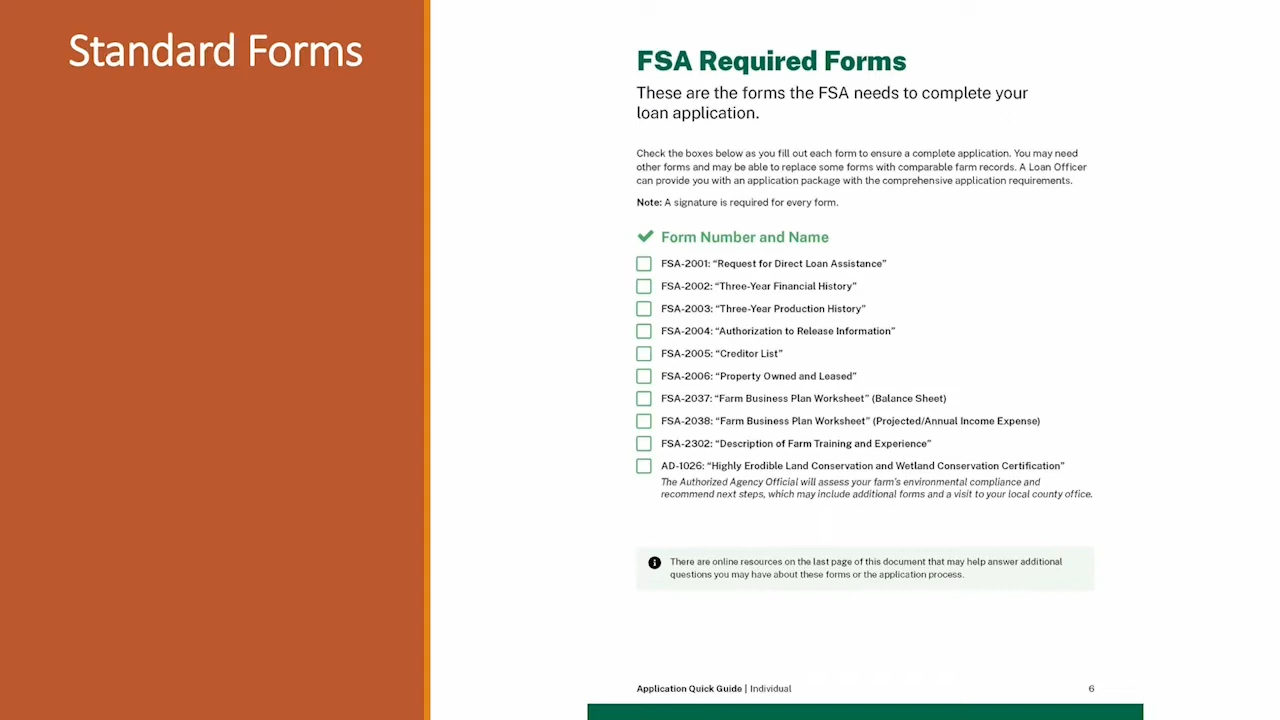 Standard Forms
FSA Required Forms
These are the forms the FSA needs to complete your
loan application.
Check the boxes below as you fill out each form to ensure a complete application. You may need
other forms and may be able to replace some forms with comparable farm records. A Loan Officer
can provide you with an application package with the comprehensive application requirements.
Note: A signature is required for every form.
Form Number and Name
FSA-2001: “Request for Direct Loan Assistance”
FSA-2002: “Three-Year Financial History”
FSA-2003: “Three-Year Production History”
FSA-2004: “Authorization to Release Information”
FSA-2005: “Creditor List”
FSA-2006: “Property Owned and Leased”
FSA-2037: “Farm Business Plan Worksheet” (Balance Sheet)
FSA-2038: “Farm Business Plan Worksheet” (Projected/Annual Income Expense)
FSA-2302: “Description of Farm Training and Experience”
AD-1026: “Highly Erodible Land Conservation and Wetland Conservation Certification”
The Authorized Agency Official will assess your farm's environmental compliance and
recommend next steps, which may include additional forms and a visit to your local county office.
There are online resources on the last page of this document that may help answer additional
questions you may have about these forms or the application process.
Application Quick Guide | Individual 6